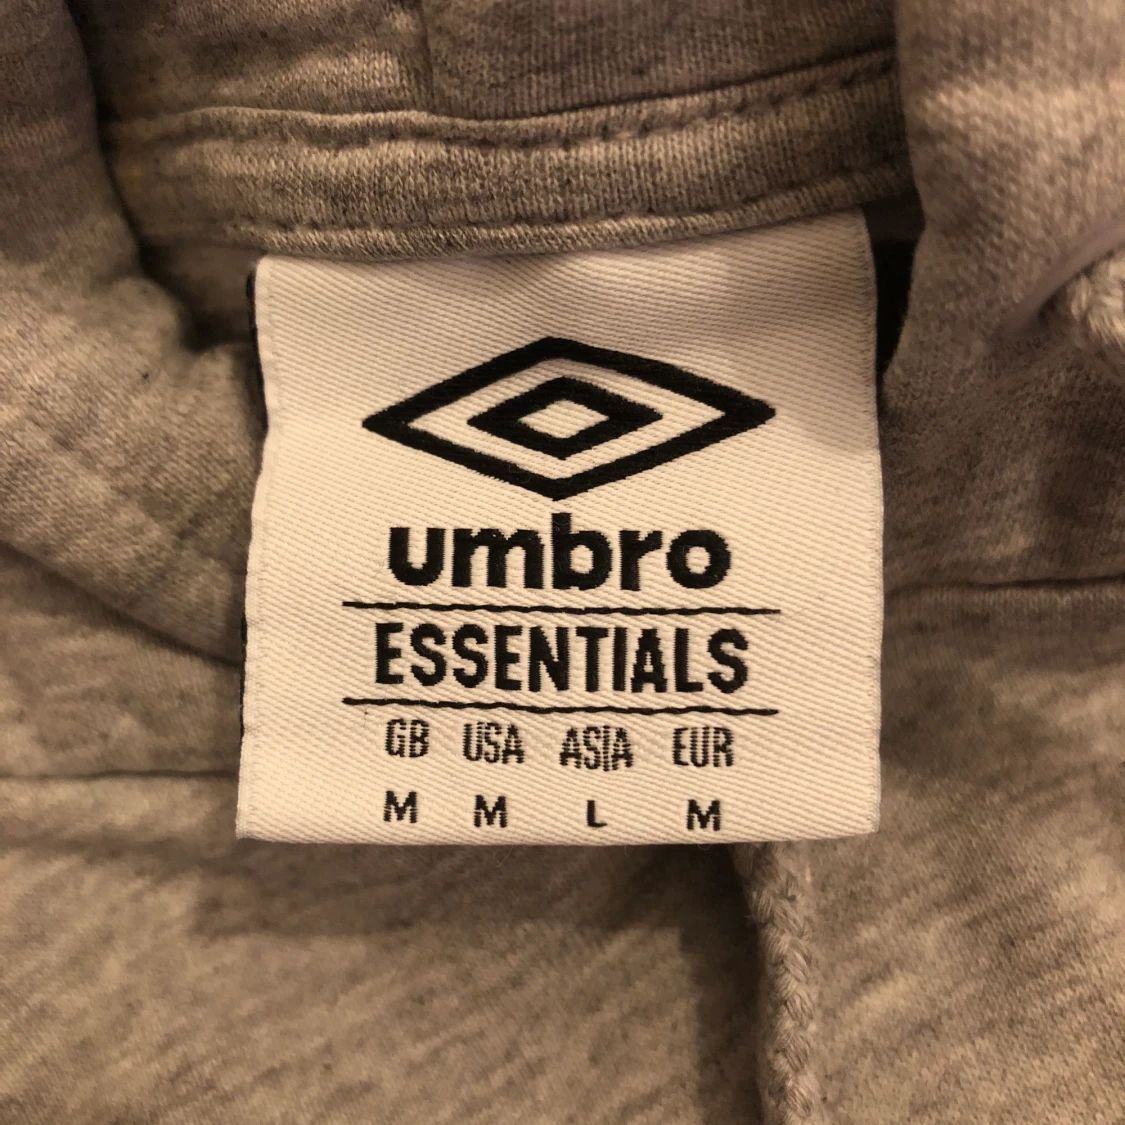 umbro
ESSENTIALS
GB USA ASIA EUR
M M L M